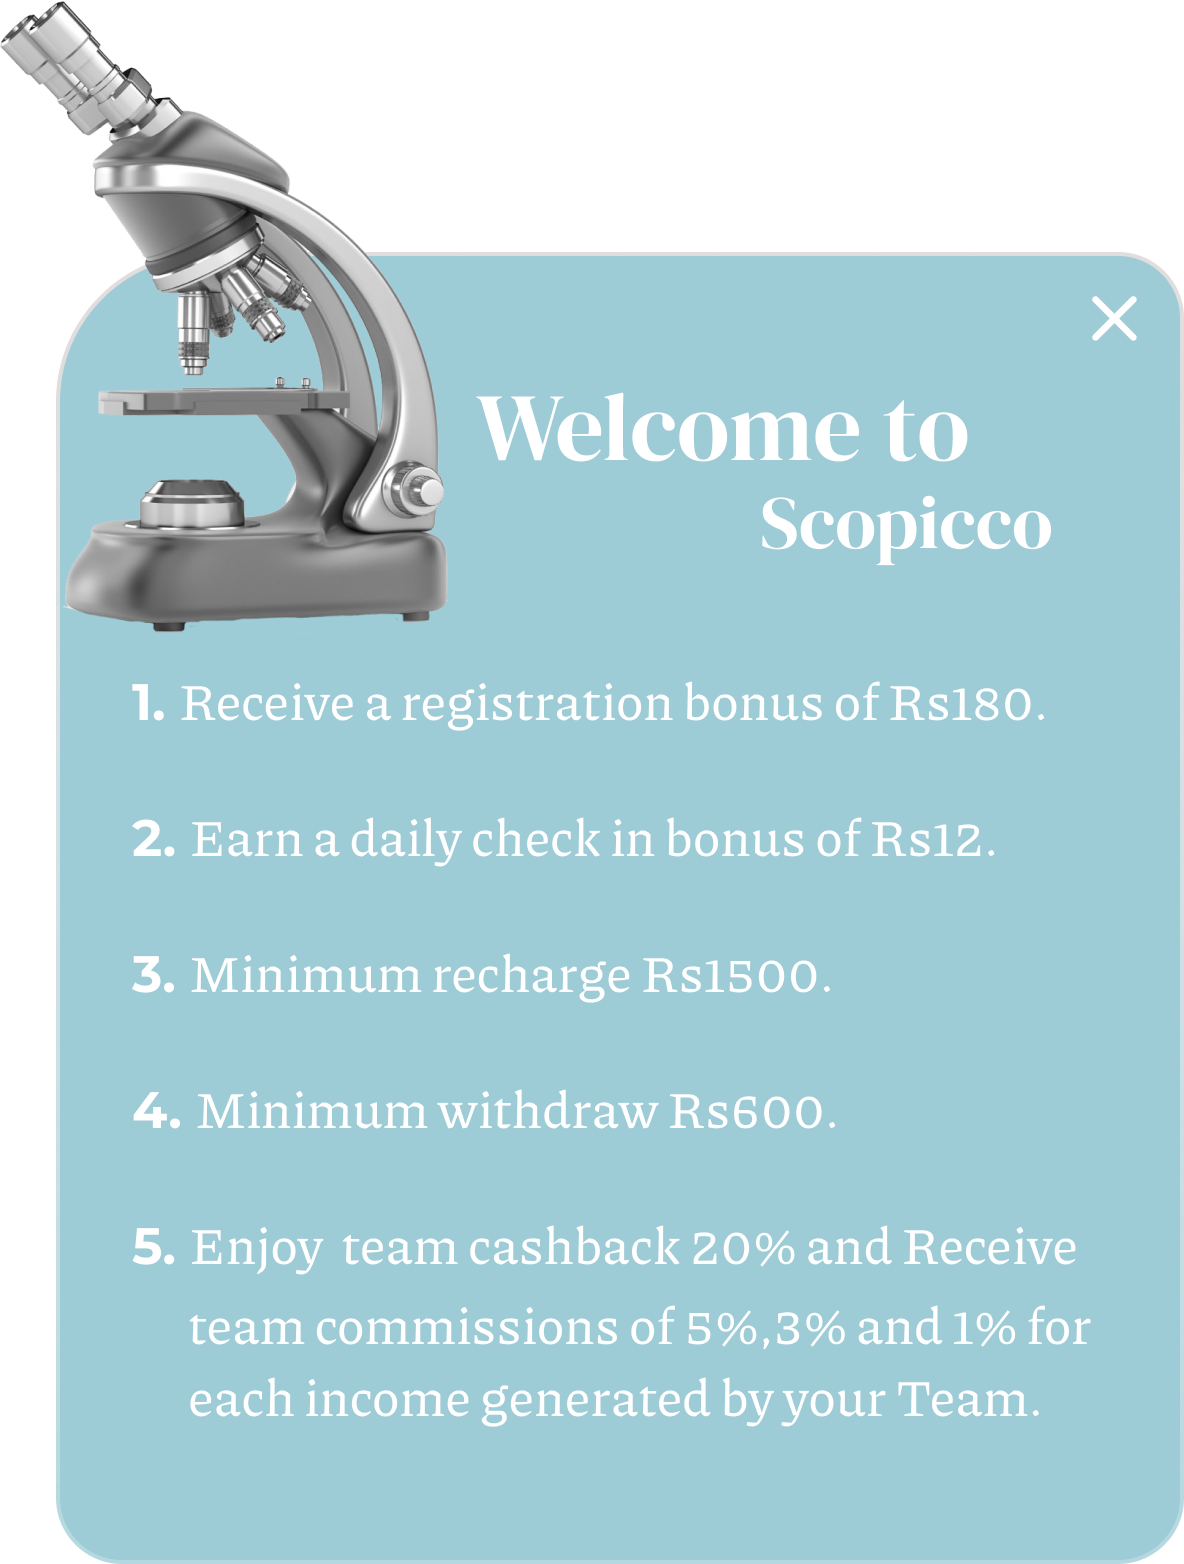 Welcome to
Scopicco
1. Receive a registration bonus of Rs180.
2. Earn a daily check in bonus of Rs12.
3. Minimum recharge Rs1500.
4. Minimum withdraw Rs600.
5. Enjoy  team cashback 20% and Receive
team commissions of 5%,3% and 1% for
each income generated by your Team.